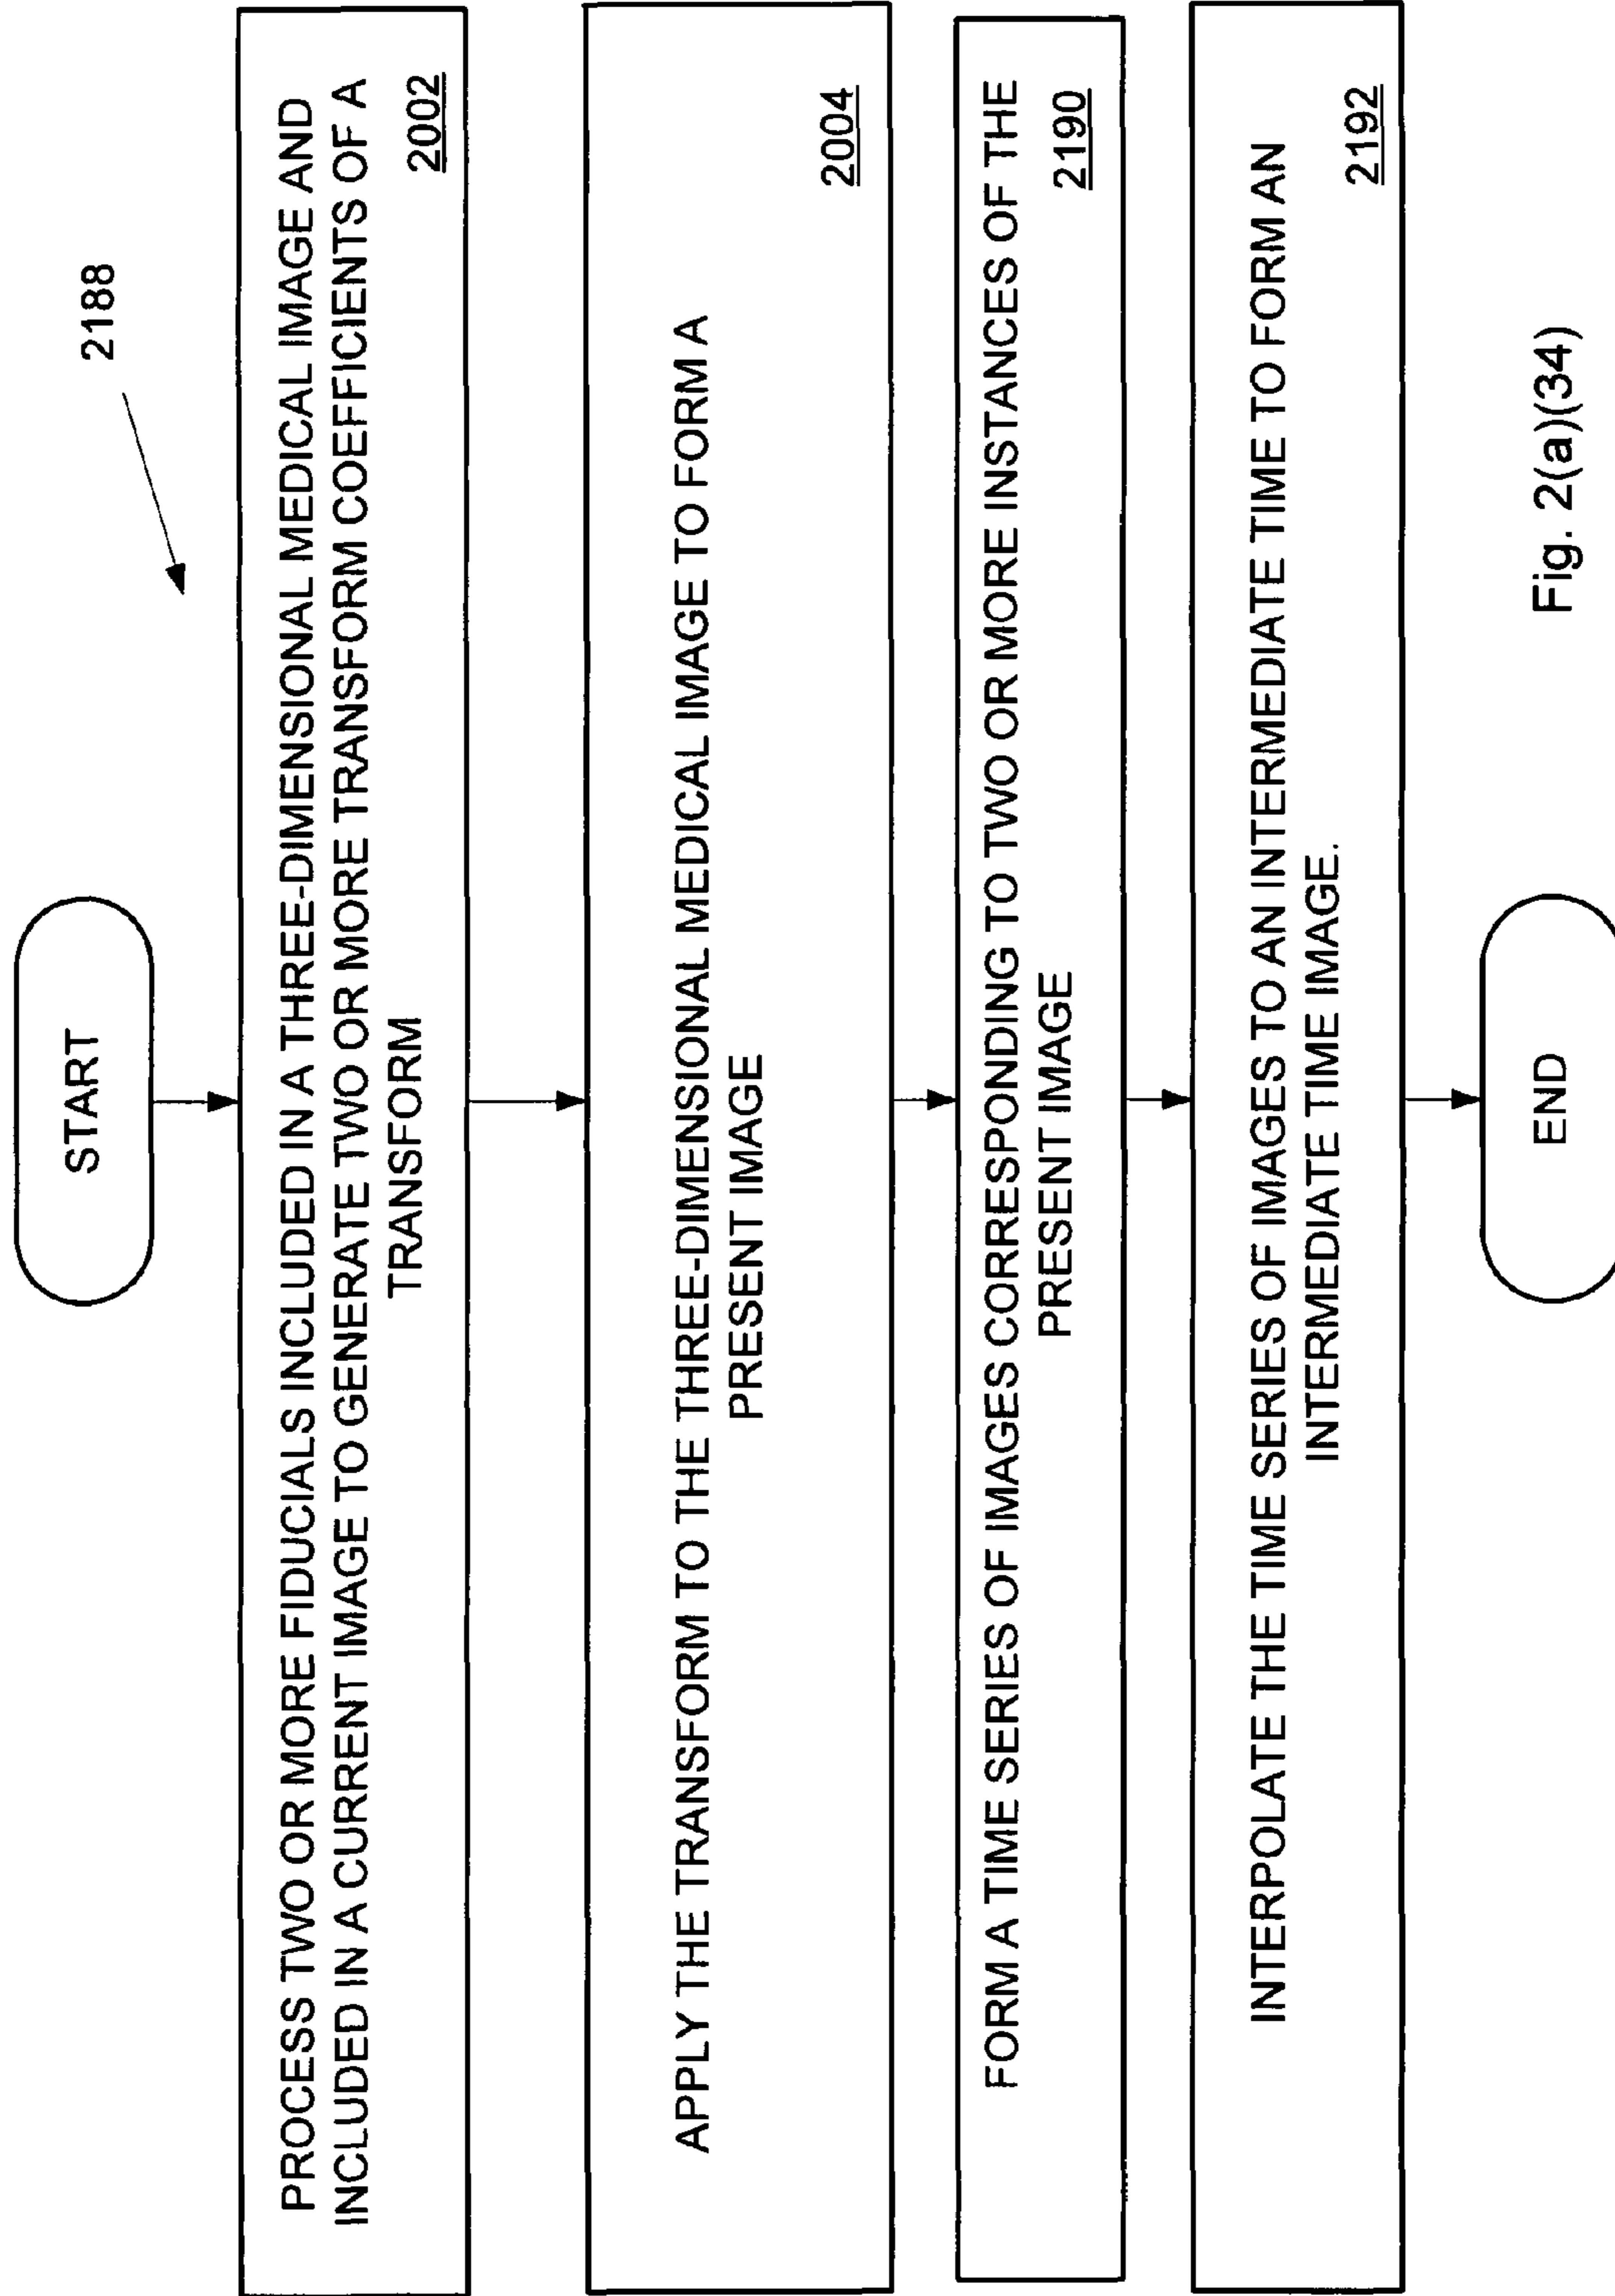 START
2188
PROCESS TWO OR MORE FIDUCIALS INCLUDED IN A THREE-DIMENSIONAL MEDICAL IMAGE AND
INCLUDED IN A CURRENT IMAGE TO GENERATE TWO OR MORE TRANSFORM COEFFICIENTS OF A
TRANSFORM
2002
APPLY THE TRANSFORM TO THE THREE-DIMENSIONAL MEDICAL IMAGE TO FORM A
PRESENT IMAGE
2004
FORM A TIME SERIES OF IMAGES CORRESPONDING TO TWO OR MORE INSTANCES OF THE
PRESENT IMAGE
2190
INTERPOLATE THE TIME SERIES OF IMAGES TO AN INTERMEDIATE TIME TO FORM AN
INTERMEDIATE TIME IMAGE.
2192
END
Fig. 2(a)(34)